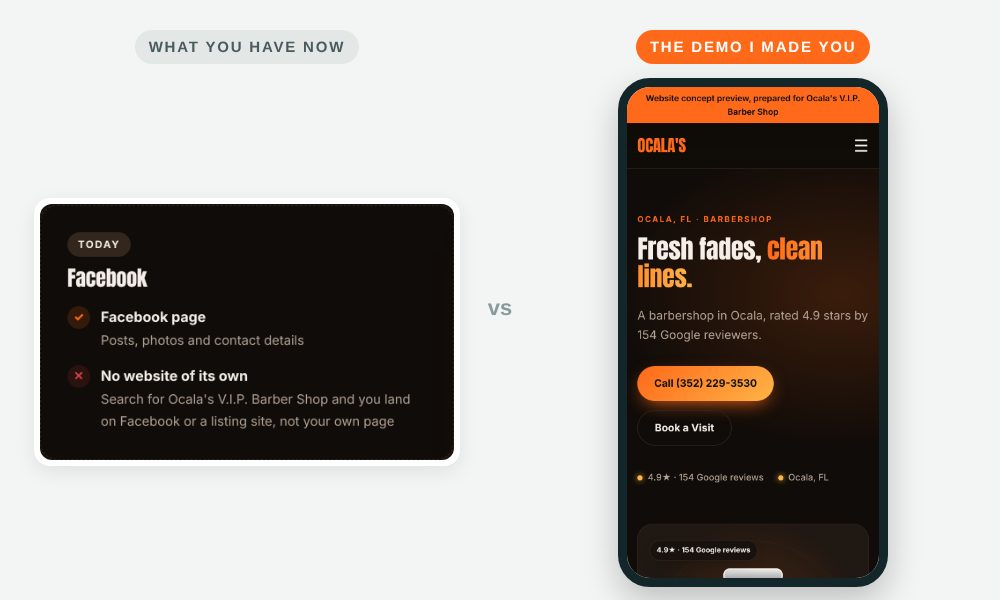 WHAT YOU HAVE NOW
TODAY
Facebook
Facebook page
Posts, photos and contact details
No website of its own
Search for Ocala's V.I.P. Barber Shop and you land
on Facebook or a listing site, not your own page
vs
THE DEMO I MADE YOU
Website concept preview, prepared for Ocala's V.I.P.
Barber Shop
OCALA'S
OCALA, FL · BARBERSHOP
Fresh fades, clean
lines.
A barbershop in Ocala, rated 4.9 stars by
154 Google reviewers.
Call (352) 229-3530
Book a Visit
4.9★ · 154 Google reviews Ocala, FL
4.9★ · 154 Google reviews